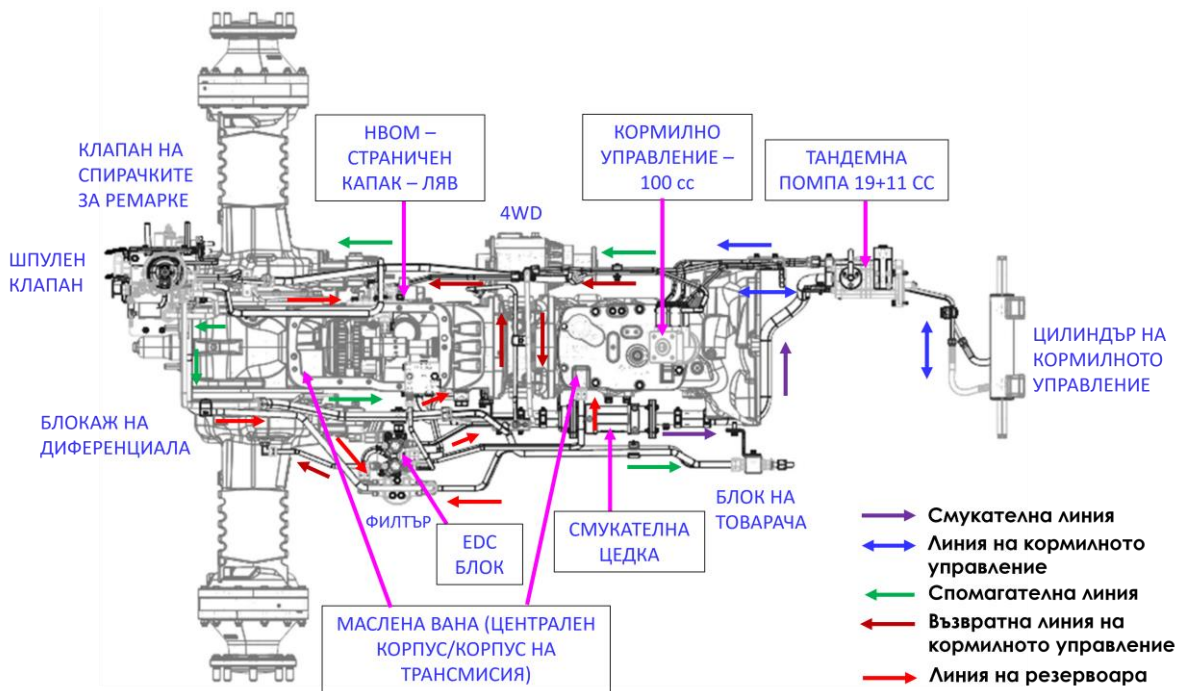 НВОМ –
СТРАНИЧЕН
КАПАК – ЛЯВ
КОРМИЛНО
УПРАВЛЕНИЕ –
100 cc
ТАНДЕМНА
ПОМПА 19+11 CC
КЛАПАН НА
СПИРАЧКИТЕ
ЗА РЕМАРКЕ
4WD
ШПУЛЕН
КЛАПАН
ЦИЛИНДЪР НА
КОРМИЛНОТО
УПРАВЛЕНИЕ
БЛОКАЖ НА
ДИФЕРЕНЦИАЛА
ФИЛТЪР
EDC
БЛОК
СМУКАТЕЛНА
ЦЕДКА
БЛОК НА
ТОВАРАЧА
МАСЛЕНА ВАНА (ЦЕНТРАЛЕН
КОРПУС/КОРПУС НА
ТРАНСМИСИЯ)
Смукателна линия
Линия на кормилното
управление
Спомагателна линия
Възвратна линия на
кормилното управление
Линия на резервоара